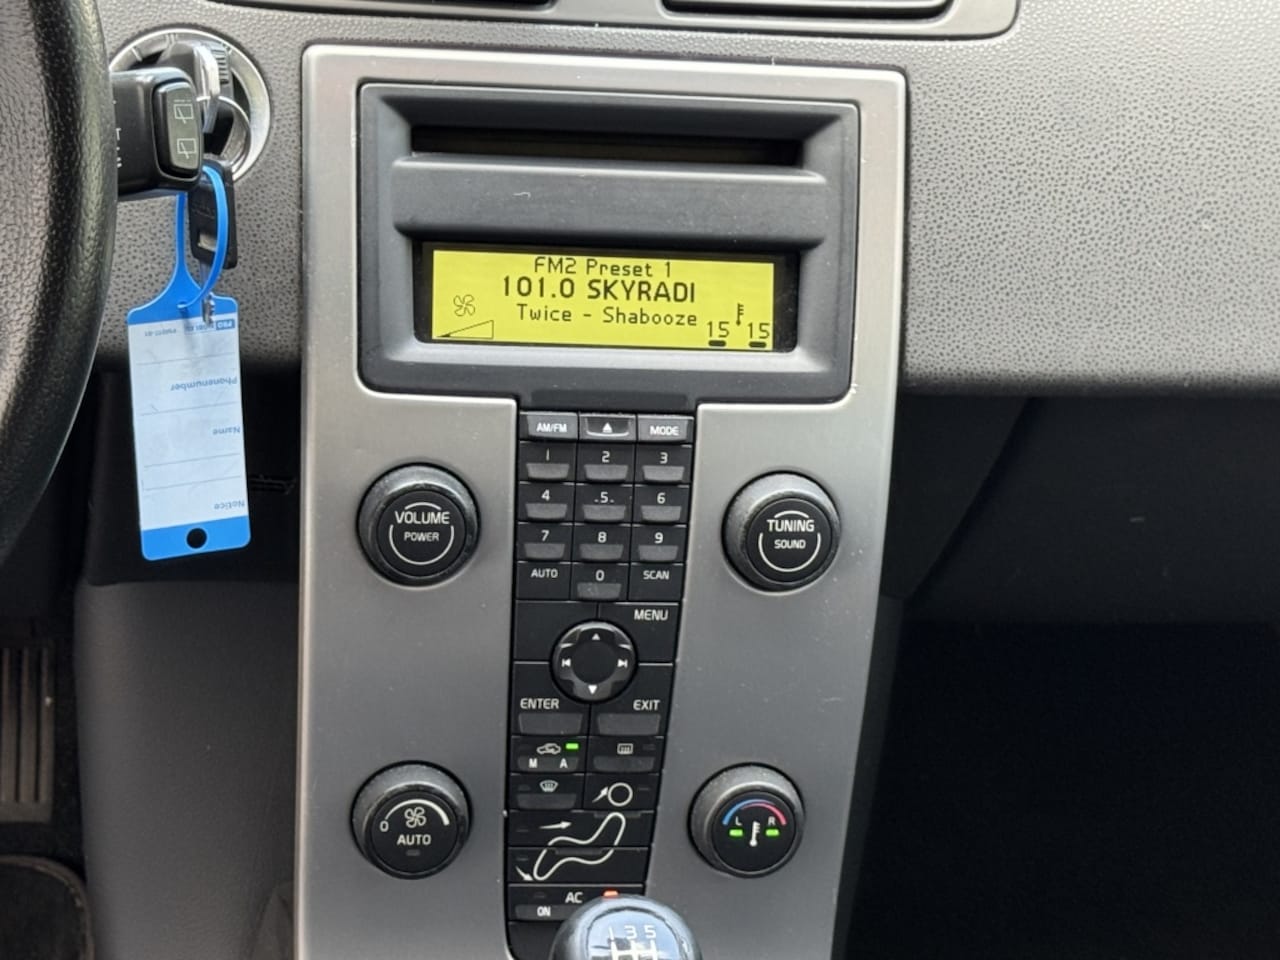 FM2 Preset 1
101.0 SKYRADI
Twice - Shabooze
15 15
AM/FM MODE
1 2 3
4 -5- 6
7 8 9
AUTO 0 SCAN
VOLUME
POWER
TUNING
SOUND
MENU
ENTER EXIT
M A
0
AUTO
L R
AC
ON
1 3 5
Phonenumber
Name
Notice